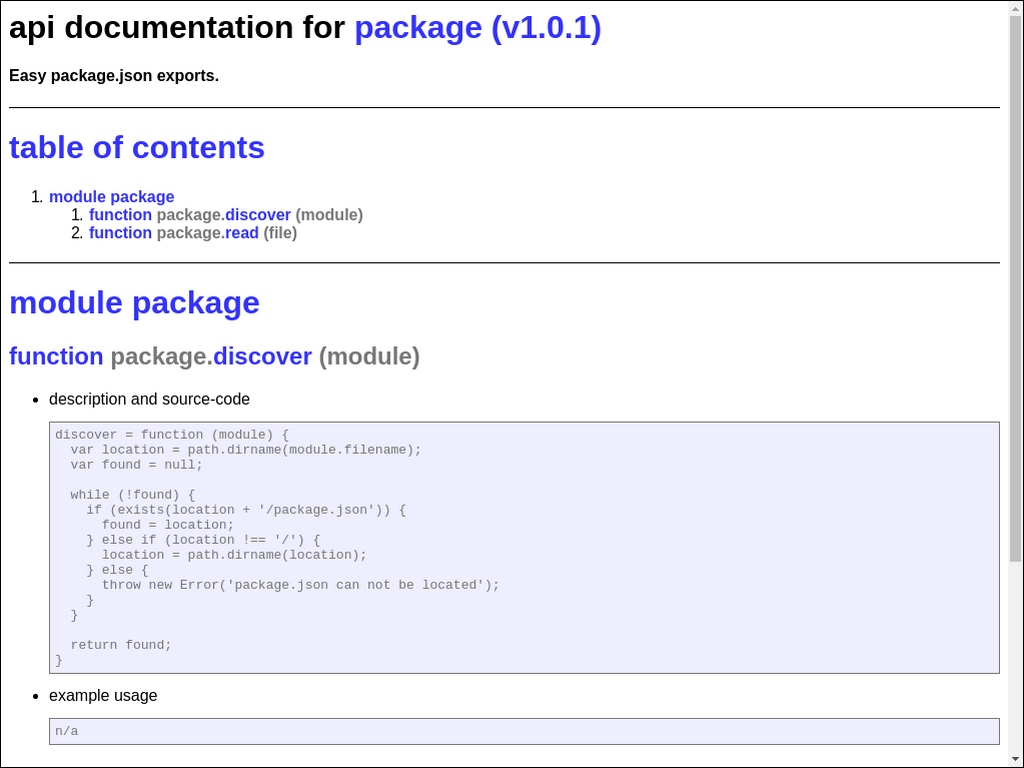 api documentation for package (v1.0.1)
Easy package.json exports.
table of contents
1. module package
1. function package.discover (module)
2. function package.read (file)
module package
function package.discover (module)
• description and source-code
discover = function (module) {
  var location = path.dirname(module.filename);
  var found = null;

  while (!found) {
    if (exists(location + '/package.json')) {
      found = location;
    } else if (location !== '/') {
      location = path.dirname(location);
    } else {
      throw new Error('package.json can not be located');
    }
  }

  return found;
}
• example usage
n/a